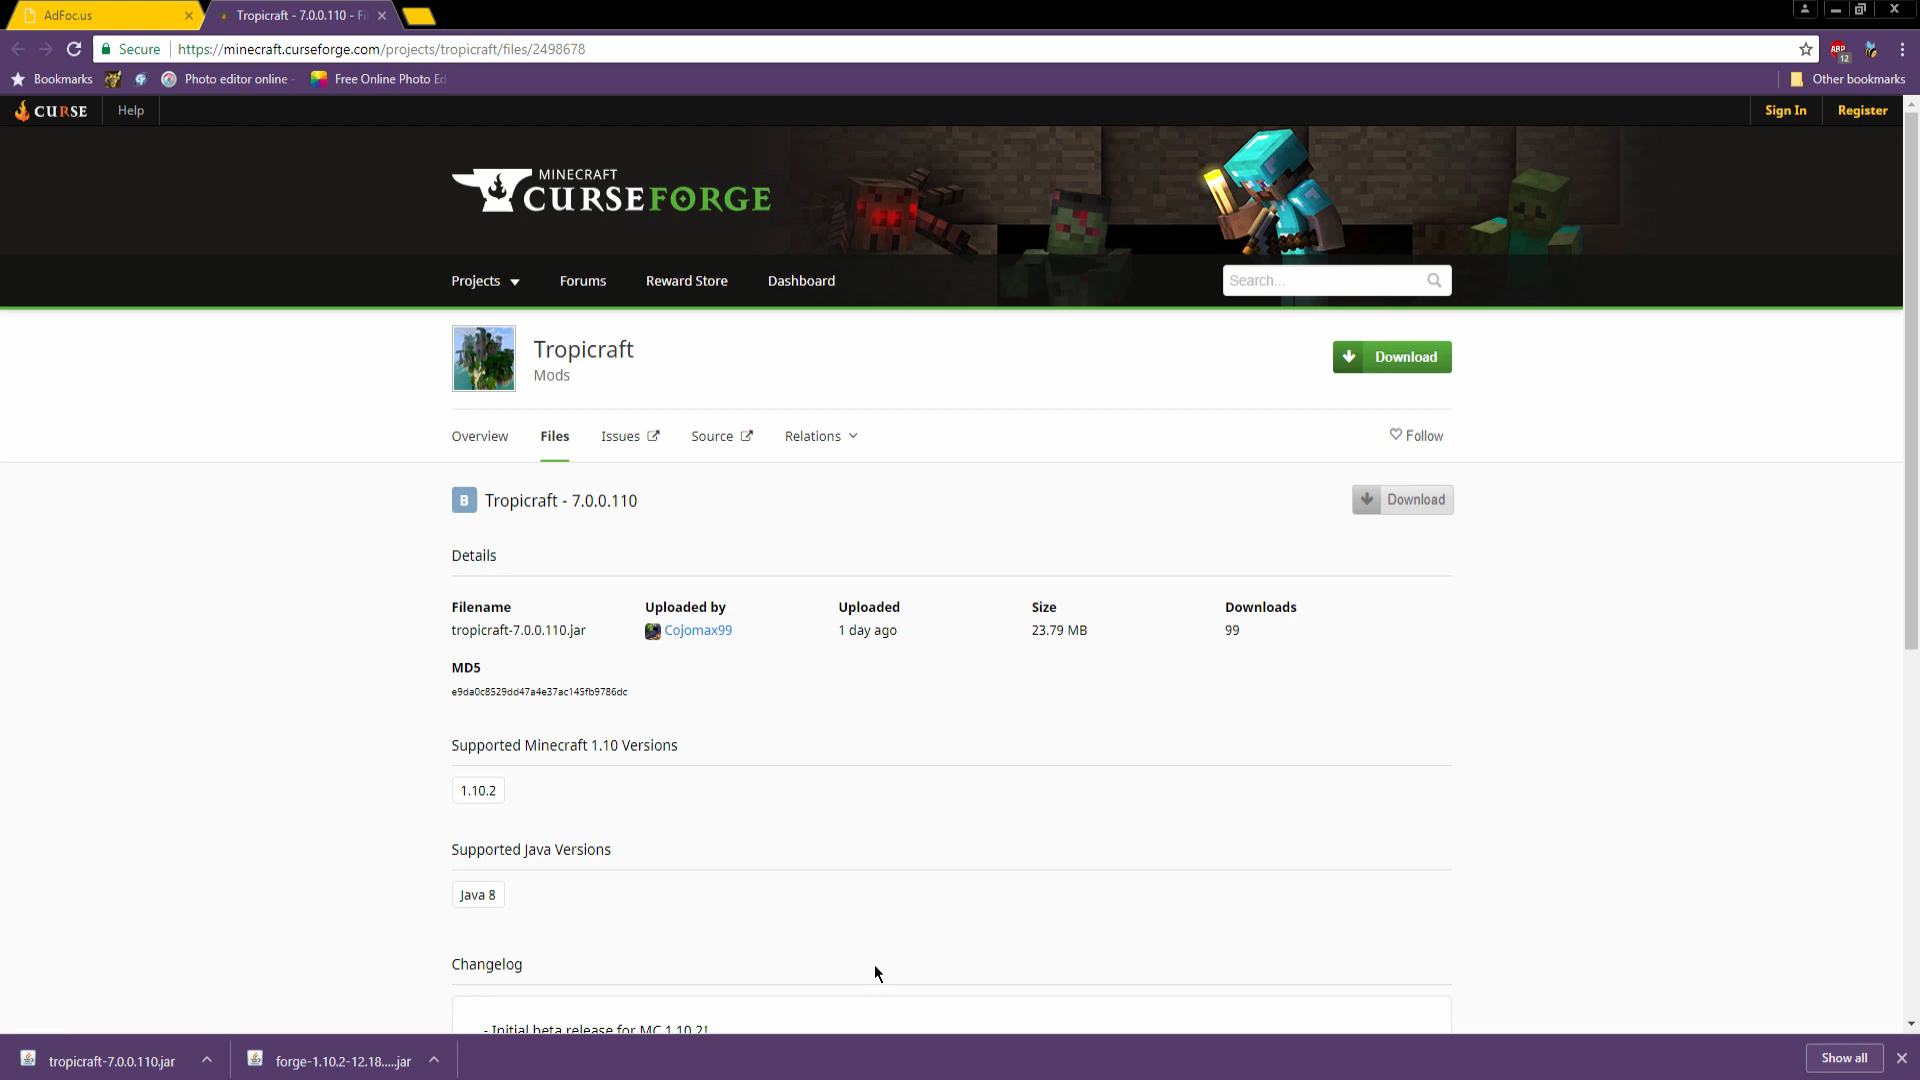 AdFoc.us
Tropicraft - 7.0.0.110 - Fi
Secure
https://minecraft.curseforge.com/projects/tropicraft/files/2498678
ABP
12
Bookmarks
Photo editor online -
Free Online Photo Ed
Other bookmarks
CURSE
Help
Sign In
Register
MINECRAFT
CURSEFORGE
Projects
Forums
Reward Store
Dashboard
Search...
Tropicraft
Mods
Download
Overview
Files
Issues
Source
Relations
Follow
B
Tropicraft - 7.0.0.110
Download
Details
Filename
Uploaded by
Uploaded
Size
Downloads
tropicraft-7.0.0.110.jar
Cojomax99
1 day ago
23.79 MB
99
MD5
e9da0c8529dd47a4e37ac145fb9786dc
Supported Minecraft 1.10 Versions
1.10.2
Supported Java Versions
Java 8
Changelog
- Initial beta release for MC 1.10.2!
tropicraft-7.0.0.110.jar
forge-1.10.2-12.18.....jar
Show all